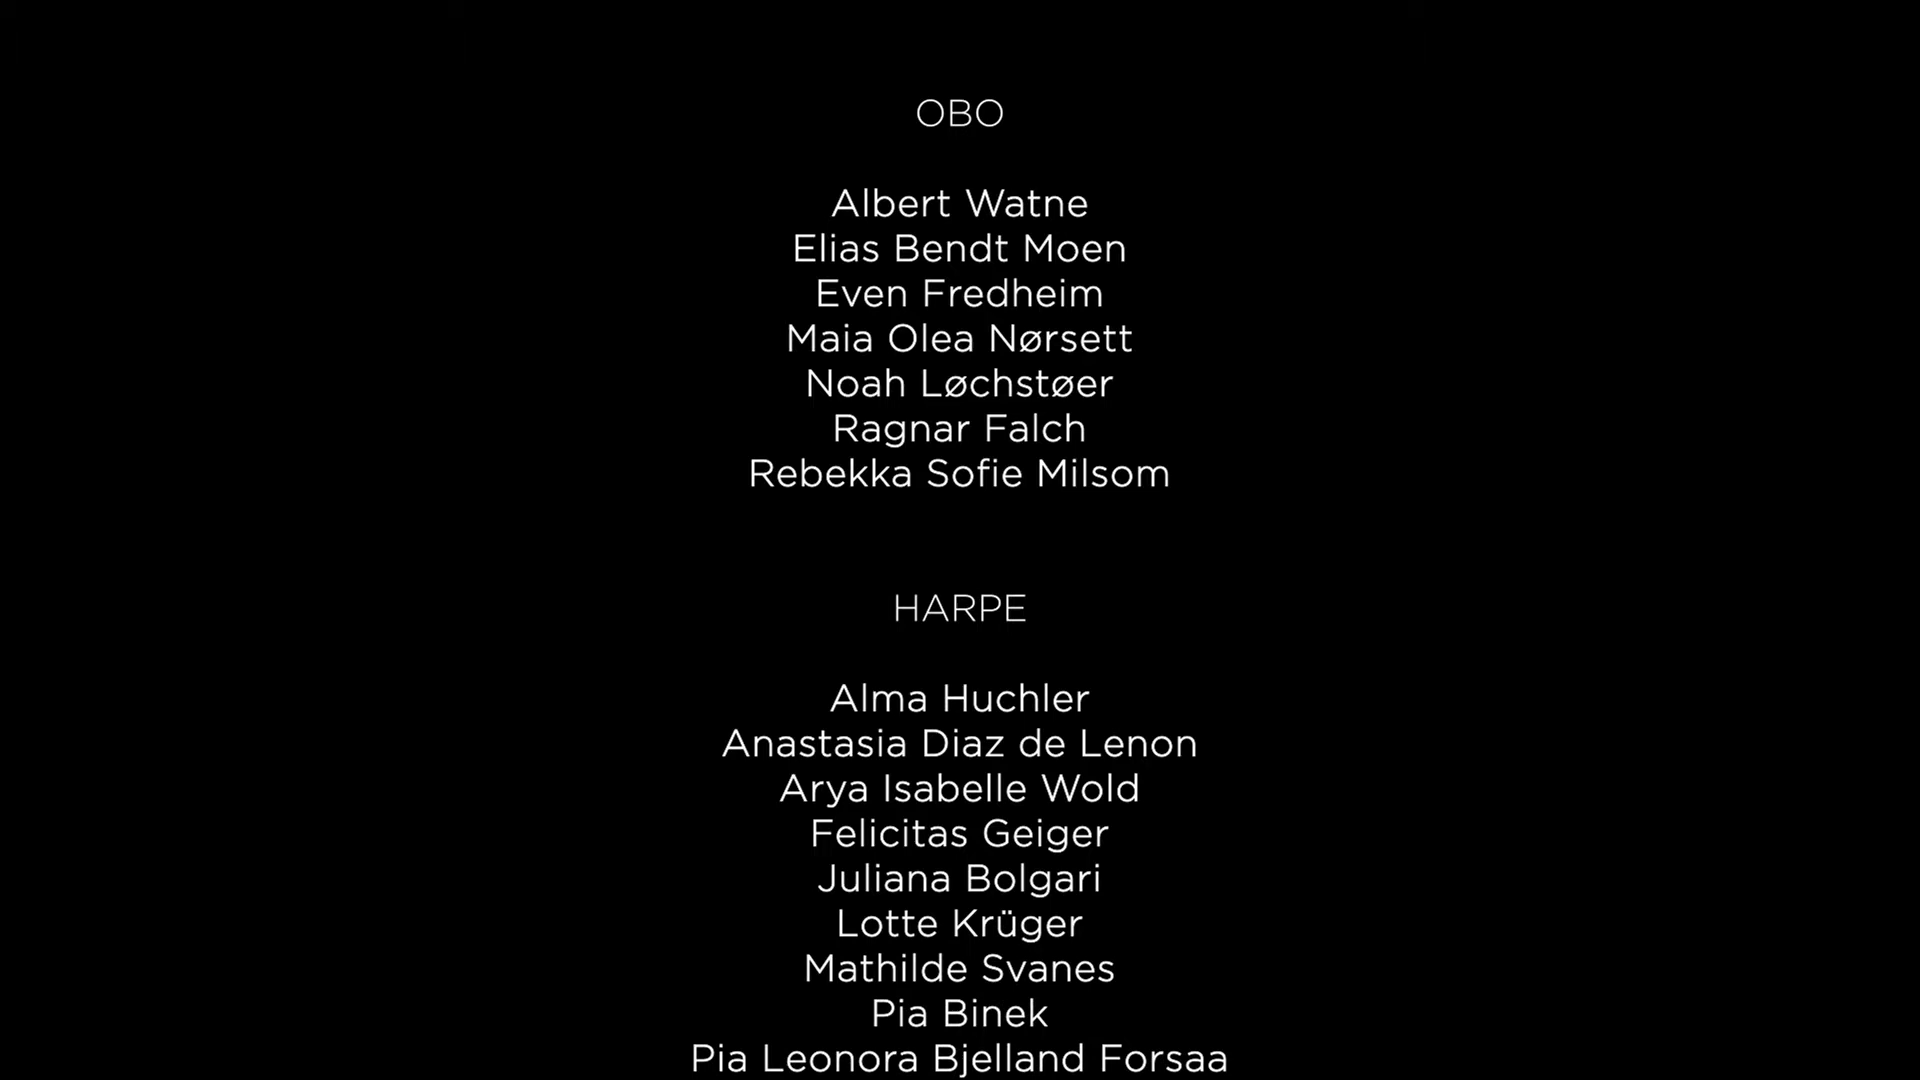 OBO
Albert Watne
Elias Bendt Moen
Even Fredheim
Maia Olea Nørsett
Noah Løchstøer
Ragnar Falch
Rebekka Sofie Milsom
HARPE
Alma Huchler
Anastasia Diaz de Lenon
Arya Isabelle Wold
Felicitas Geiger
Juliana Bolgari
Lotte Krüger
Mathilde Svanes
Pia Binek
Pia Leonora Bjelland Forsaa